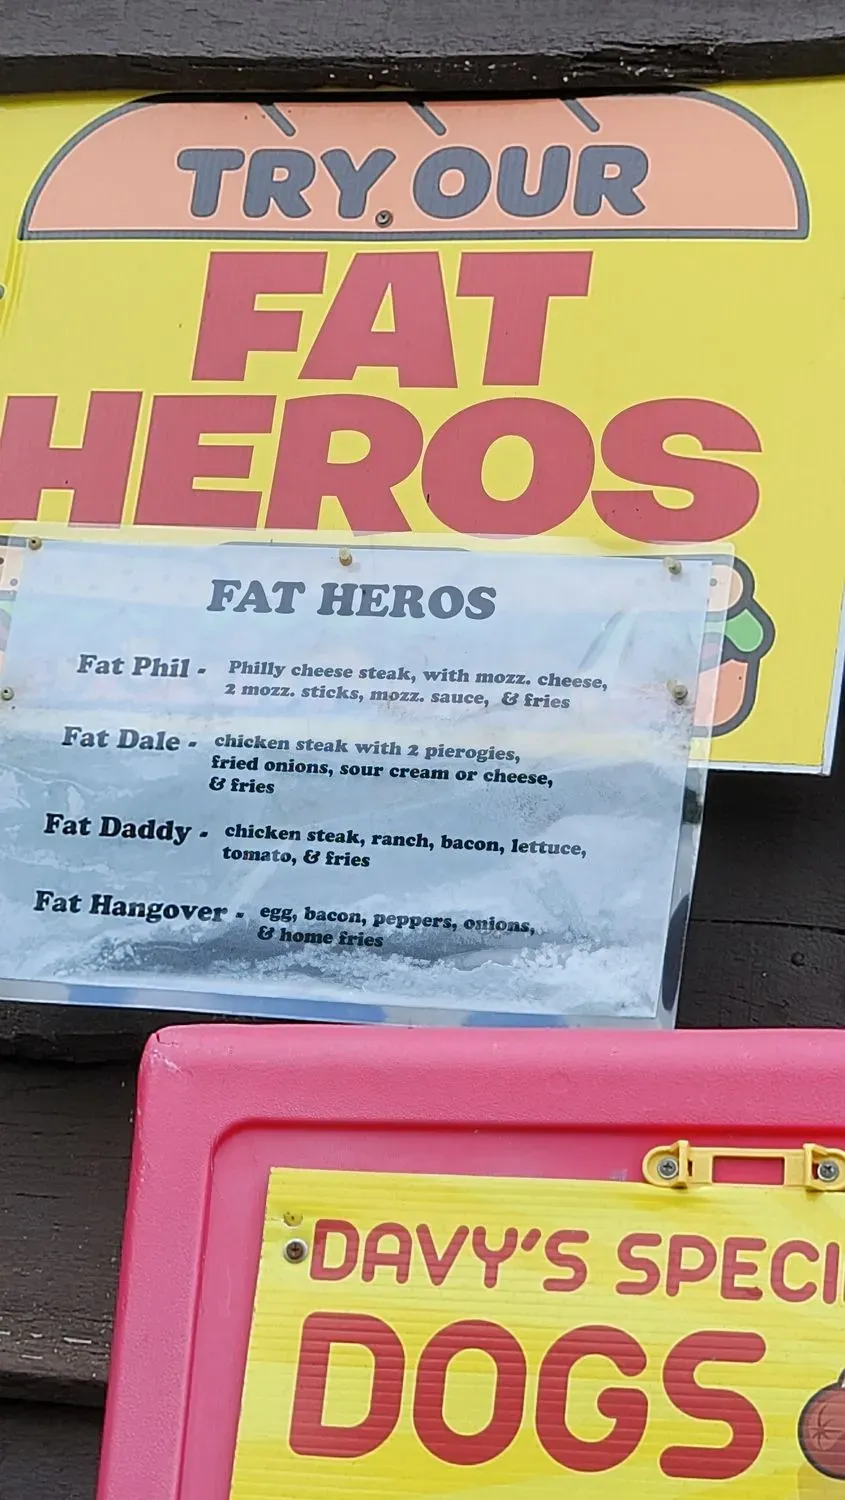 TRY OUR
FAT
HEROS
FAT HEROS
Fat Phil - Philly cheese steak, with mozz. cheese,
2 mozz. sticks, mozz. sauce, & fries
Fat Dale - chicken steak with 2 pierogies,
fried onions, sour cream or cheese,
& fries
Fat Daddy - chicken steak, ranch, bacon, lettuce,
tomato, & fries
Fat Hangover - egg, bacon, peppers, onions,
& home fries
DAVY'S SPECI
DOGS